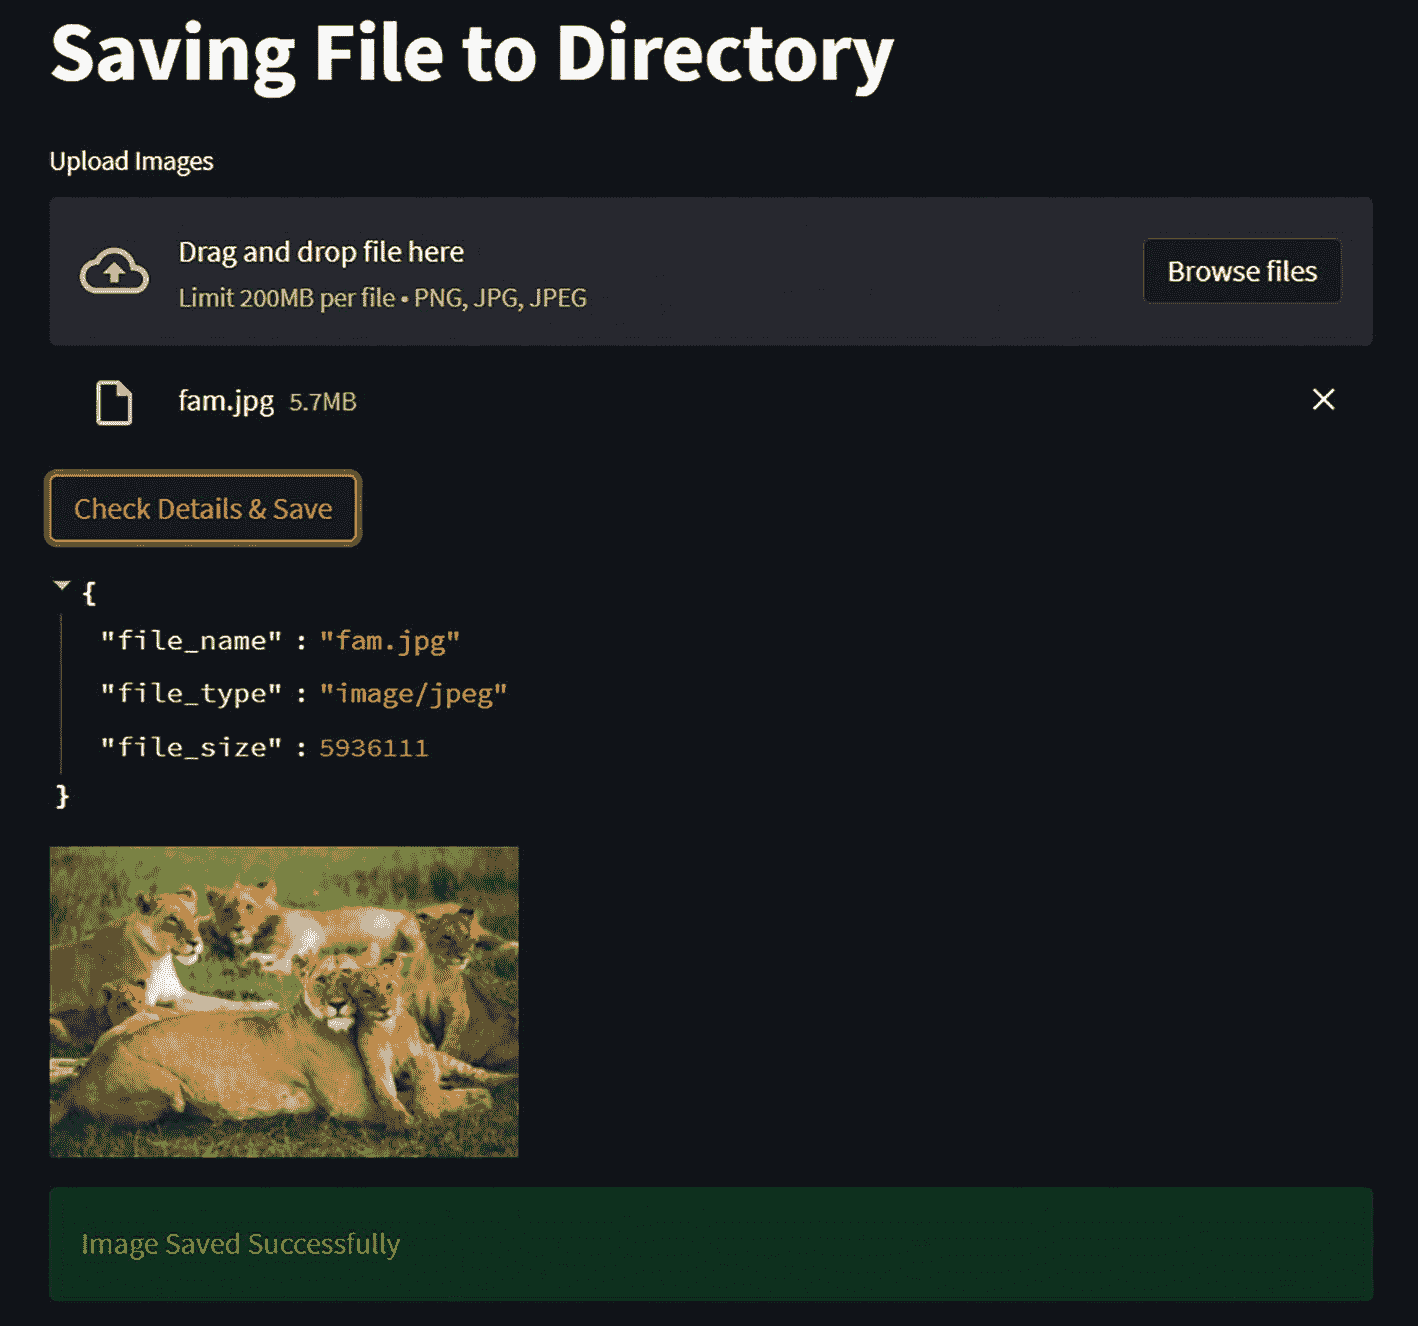 Saving File to Directory
Upload Images
Drag and drop file here
Limit 200MB per file • PNG, JPG, JPEG
Browse files
fam.jpg 5.7MB
Check Details & Save
{
"file_name" : "fam.jpg"
"file_type" : "image/jpeg"
"file_size" : 5936111
}
Image Saved Successfully